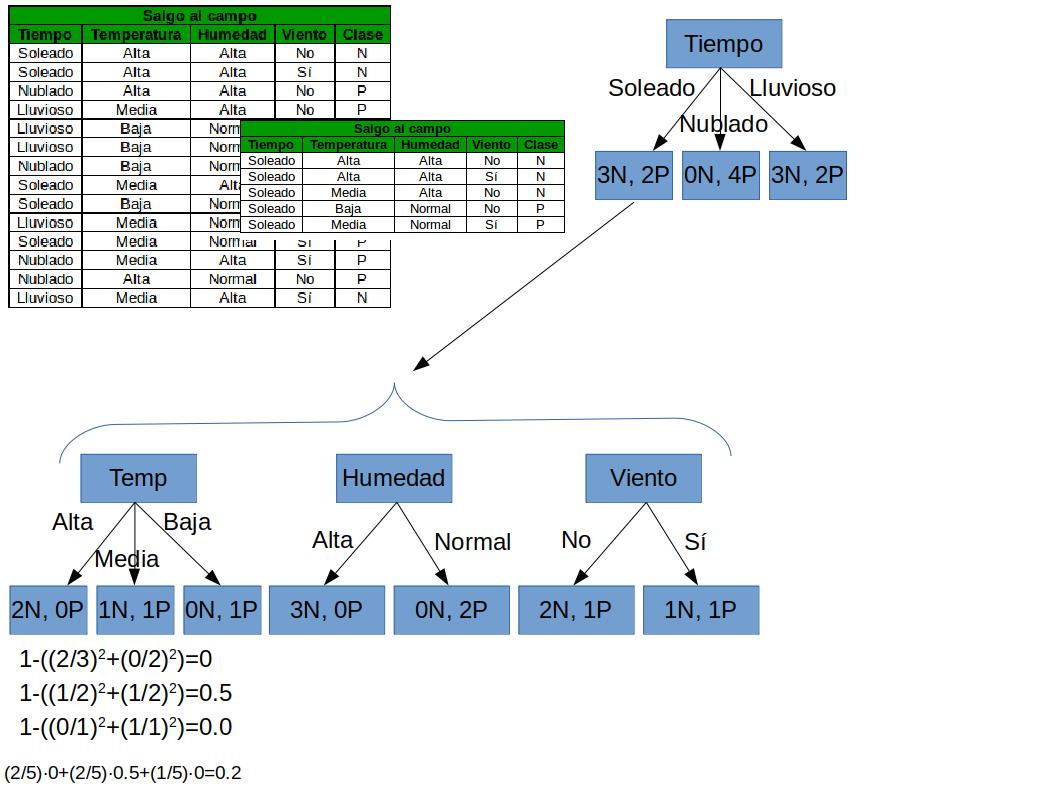 Salgo al campo
Tiempo Temperatura Humedad Viento Clase
Soleado Alta Alta No N
Soleado Alta Alta Sí N
Nublado Alta Alta No P
Lluvioso Media Alta No P
Lluvioso Baja Norm
Lluvioso Baja Norm
Nublado Baja Norm
Soleado Media Alta
Soleado Baja Norm
Lluvioso Media Norm
Soleado Media Normal Sí P
Nublado Media Alta Sí P
Nublado Alta Normal No P
Lluvioso Media Alta Sí N
Salgo al campo
Tiempo Temperatura Humedad Viento Clase
Soleado Alta Alta No N
Soleado Alta Alta Sí N
Soleado Media Alta No N
Soleado Baja Normal No P
Soleado Media Normal Sí P
Tiempo
Soleado Lluvioso
Nublado
3N, 2P 0N, 4P 3N, 2P
Temp Humedad Viento
Alta Baja
Media
Alta Normal
No Sí
2N, 0P 1N, 1P 0N, 1P 3N, 0P 0N, 2P 2N, 1P 1N, 1P
1-((2/3)²+(0/2)²)=0
1-((1/2)²+(1/2)²)=0.5
1-((0/1)²+(1/1)²)=0.0
(2/5)·0+(2/5)·0.5+(1/5)·0=0.2